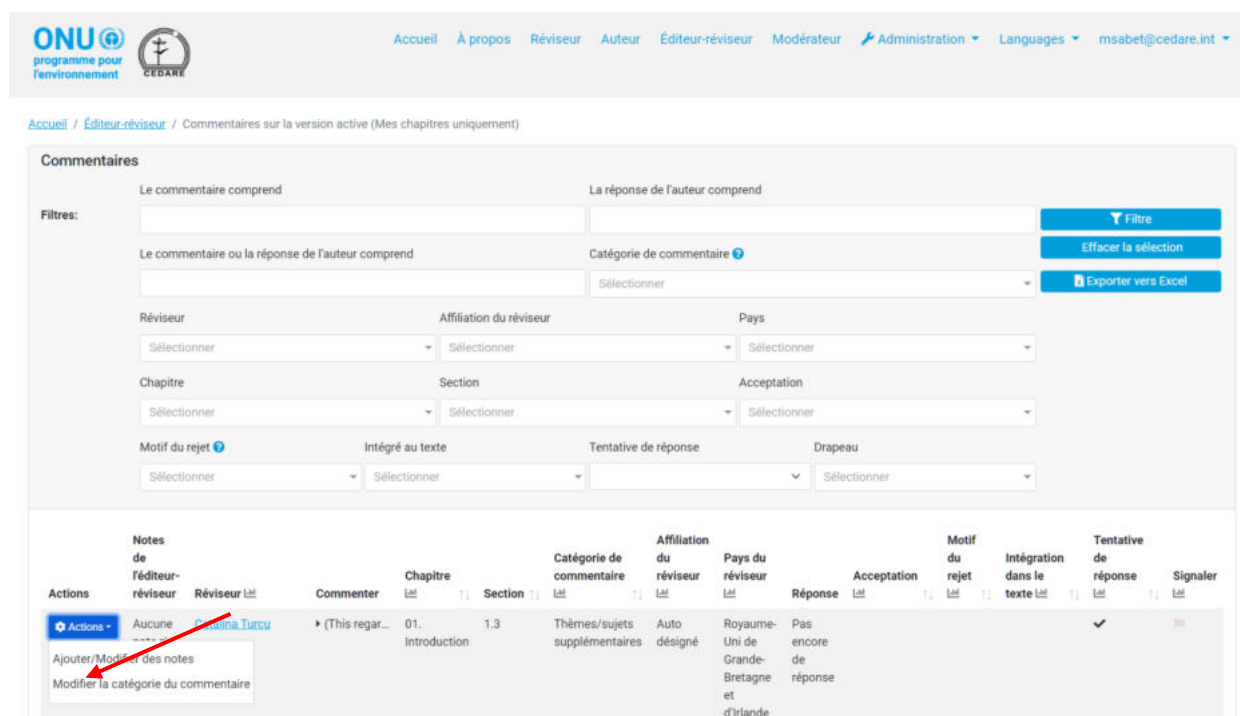 ONU
programme pour
l'environnement
CEDARE
Accueil À propos Réviseur Auteur Éditeur-réviseur Modérateur Administration Languages msabet@cedare.int
Accueil / Éditeur-réviseur / Commentaires sur la version active (Mes chapitres uniquement)
Commentaires
Le commentaire comprend La réponse de l'auteur comprend
Filtres: Filtre
Le commentaire ou la réponse de l'auteur comprend Catégorie de commentaire ? Effacer la sélection
Sélectionner Exporter vers Excel
Réviseur Affiliation du réviseur Pays
Sélectionner Sélectionner Sélectionner
Chapitre Section Acceptation
Sélectionner Sélectionner Sélectionner
Motif du rejet ? Intégré au texte Tentative de réponse Drapeau
Sélectionner Sélectionner Sélectionner
Notes Affiliation Motif Tentative
de Catégorie de du Pays du du Intégration de
l'éditeur- Chapitre commentaire réviseur réviseur Acceptation rejet dans le réponse Signaler
Actions réviseur Réviseur Commenter Section Réponse texte
Actions Aucune Catalina Turcu (This regar... 01. 1.3 Thèmes/sujets Auto Royaume- Pas
Introduction supplémentaires désigné Uni de encore
Ajouter/Modifier des notes Grande- de
Modifier la catégorie du commentaire Bretagne réponse
et
d'Irlande